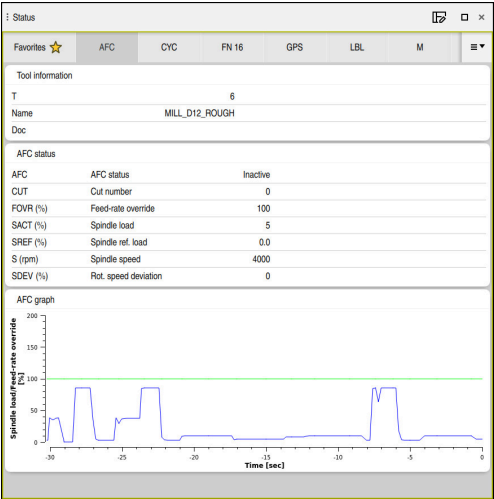 Status
Favorites AFC CYC FN 16 GPS LBL M
Tool information
T 6
Name MILL_D12_ROUGH
Doc
AFC status
AFC AFC status Inactive
CUT Cut number 0
FOVR (%) Feed-rate override 100
SACT (%) Spindle load 5
SREF (%) Spindle ref. load 0.0
S (rpm) Spindle speed 4000
SDEV (%) Rot. speed deviation 0
AFC graph
Spindle load/Feed-rate override
[%]
200
150
100
50
0
-30 -25 -20 -15 -10 -5 0
Time [sec]